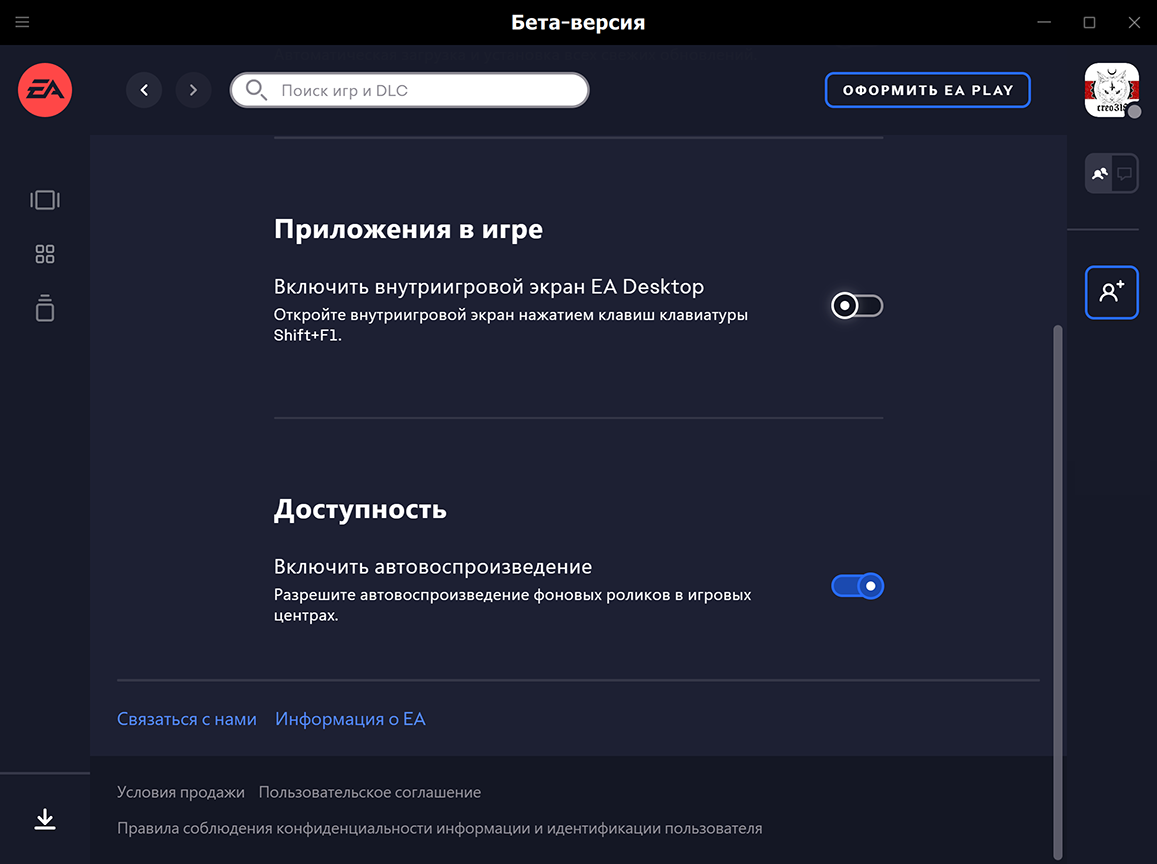 Бета-версия
EA
Поиск игр и DLC
ОФОРМИТЬ EA PLAY
creo315
Приложения в игре
Включить внутриигровой экран EA Desktop
Откройте внутриигровой экран нажатием клавиш клавиатуры
Shift+F1.
Доступность
Включить автовоспроизведение
Разрешите автовоспроизведение фоновых роликов в игровых
центрах.
Связаться с нами Информация о EA
Условия продажи Пользовательское соглашение
Правила соблюдения конфиденциальности информации и идентификации пользователя